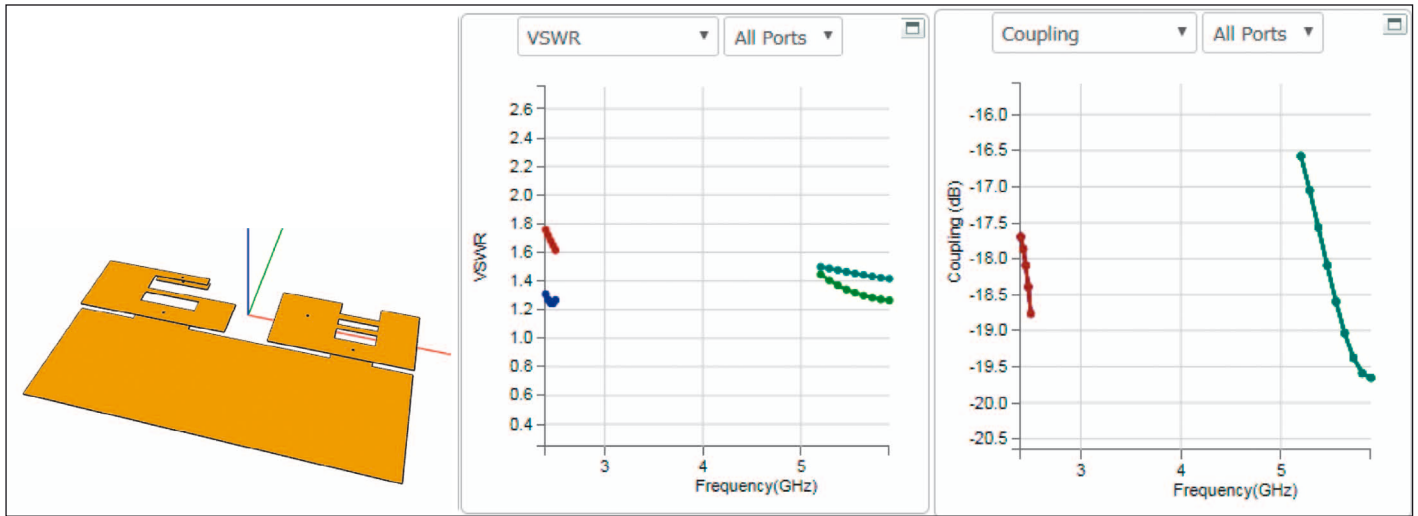 VSWR
All Ports
2.6
2.4
2.2
2.0
1.8
1.6
1.4
1.2
1.0
0.8
0.6
0.4
VSWR
3 4 5
Frequency(GHz)
Coupling
All Ports
-16.0
-16.5
-17.0
-17.5
-18.0
-18.5
-19.0
-19.5
-20.0
-20.5
Coupling (dB)
3 4 5
Frequency(GHz)